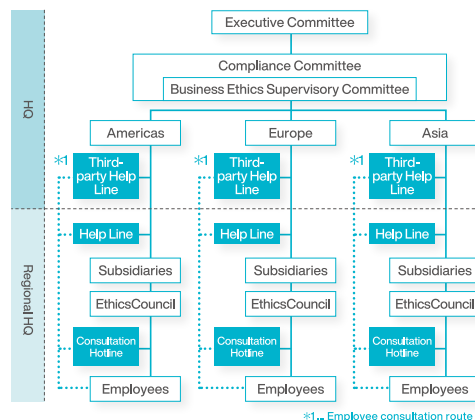 Executive Committee
Compliance Committee
Business Ethics Supervisory Committee
HQ
Americas
Europe
Asia
*1
Third-
party Help
Line
*1
Third-
party Help
Line
*1
Third-
party Help
Line
Regional HQ
Help Line
Help Line
Help Line
Subsidiaries
Subsidiaries
Subsidiaries
EthicsCouncil
EthicsCouncil
EthicsCouncil
Consultation
Hotline
Consultation
Hotline
Consultation
Hotline
Employees
Employees
Employees
*1 Employee consultation route